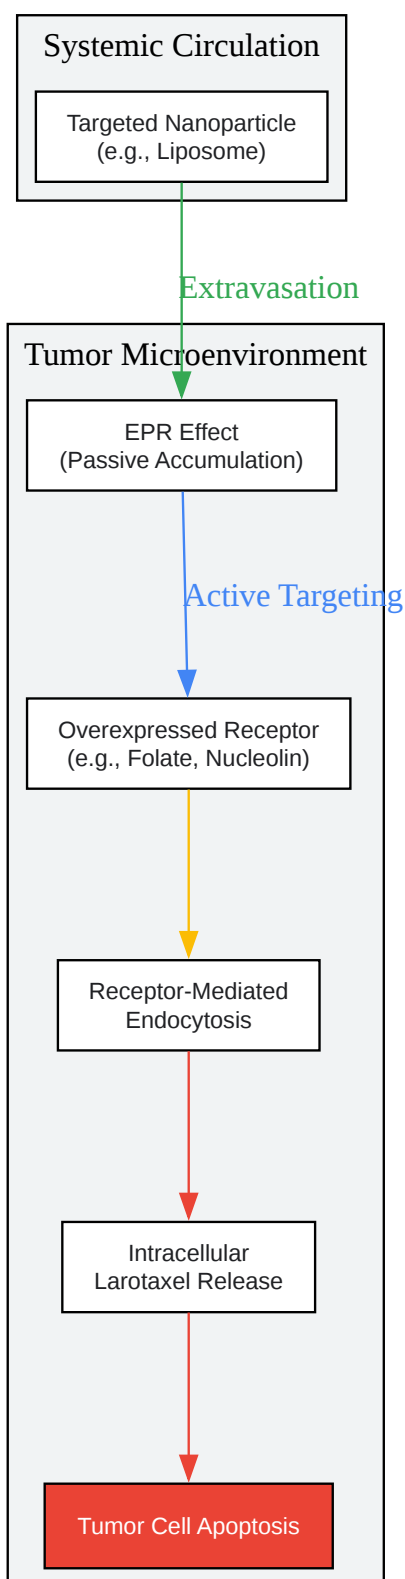 Systemic Circulation
Targeted Nanoparticle
(e.g., Liposome)
Extravasation
Tumor Microenvironment
EPR Effect
(Passive Accumulation)
Active Targeting
Overexpressed Receptor
(e.g., Folate, Nucleolin)
Receptor-Mediated
Endocytosis
Intracellular
Larotaxel Release
Tumor Cell Apoptosis